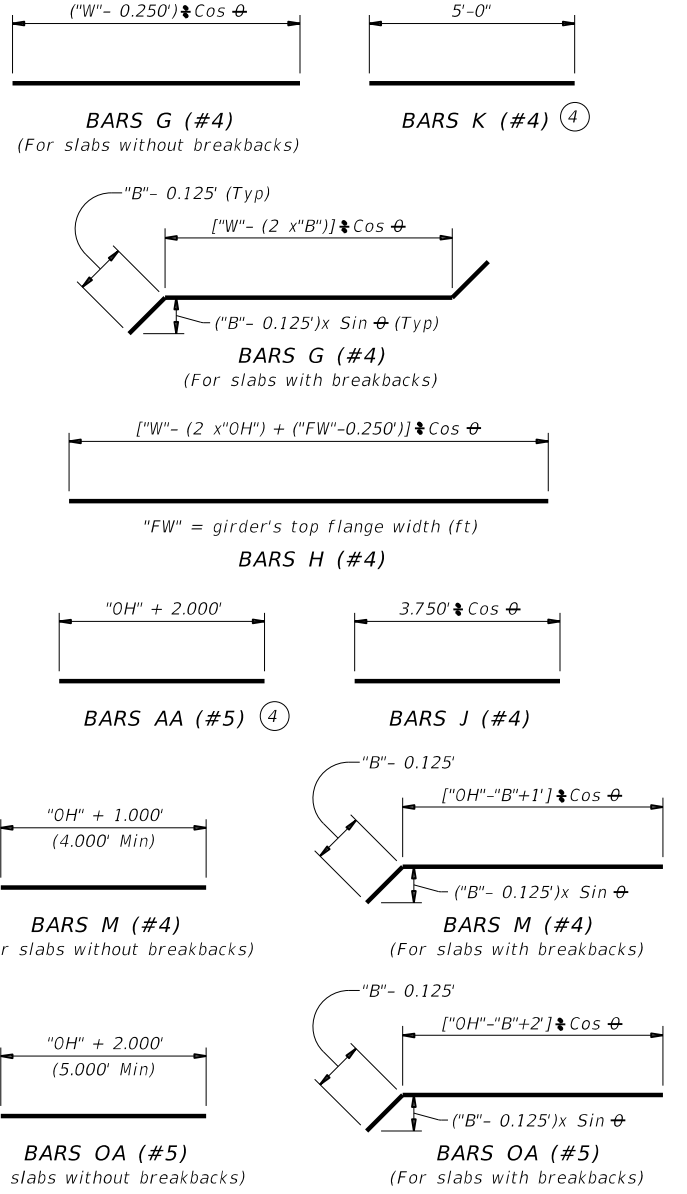 ("W"– 0.250') ÷ Cos θ
5'-0"
BARS G (#4)
BARS K (#4) 4
(For slabs without breakbacks)
"B"– 0.125' (Typ)
["W"– (2 x"B")] ÷ Cos θ
("B"– 0.125')x Sin θ (Typ)
BARS G (#4)
(For slabs with breakbacks)
["W"– (2 x"OH") + ("FW"–0.250')] ÷ Cos θ
"FW" = girder's top flange width (ft)
BARS H (#4)
"OH" + 2.000'
3.750' ÷ Cos θ
BARS AA (#5) 4
BARS J (#4)
"B"– 0.125'
["OH"–"B"+1'] ÷ Cos θ
"OH" + 1.000'
(4.000' Min)
("B"– 0.125')x Sin θ
BARS M (#4)
BARS M (#4)
r slabs without breakbacks)
(For slabs with breakbacks)
"B"– 0.125'
["OH"–"B"+2'] ÷ Cos θ
"OH" + 2.000'
(5.000' Min)
("B"– 0.125')x Sin θ
BARS OA (#5)
BARS OA (#5)
slabs without breakbacks)
(For slabs with breakbacks)